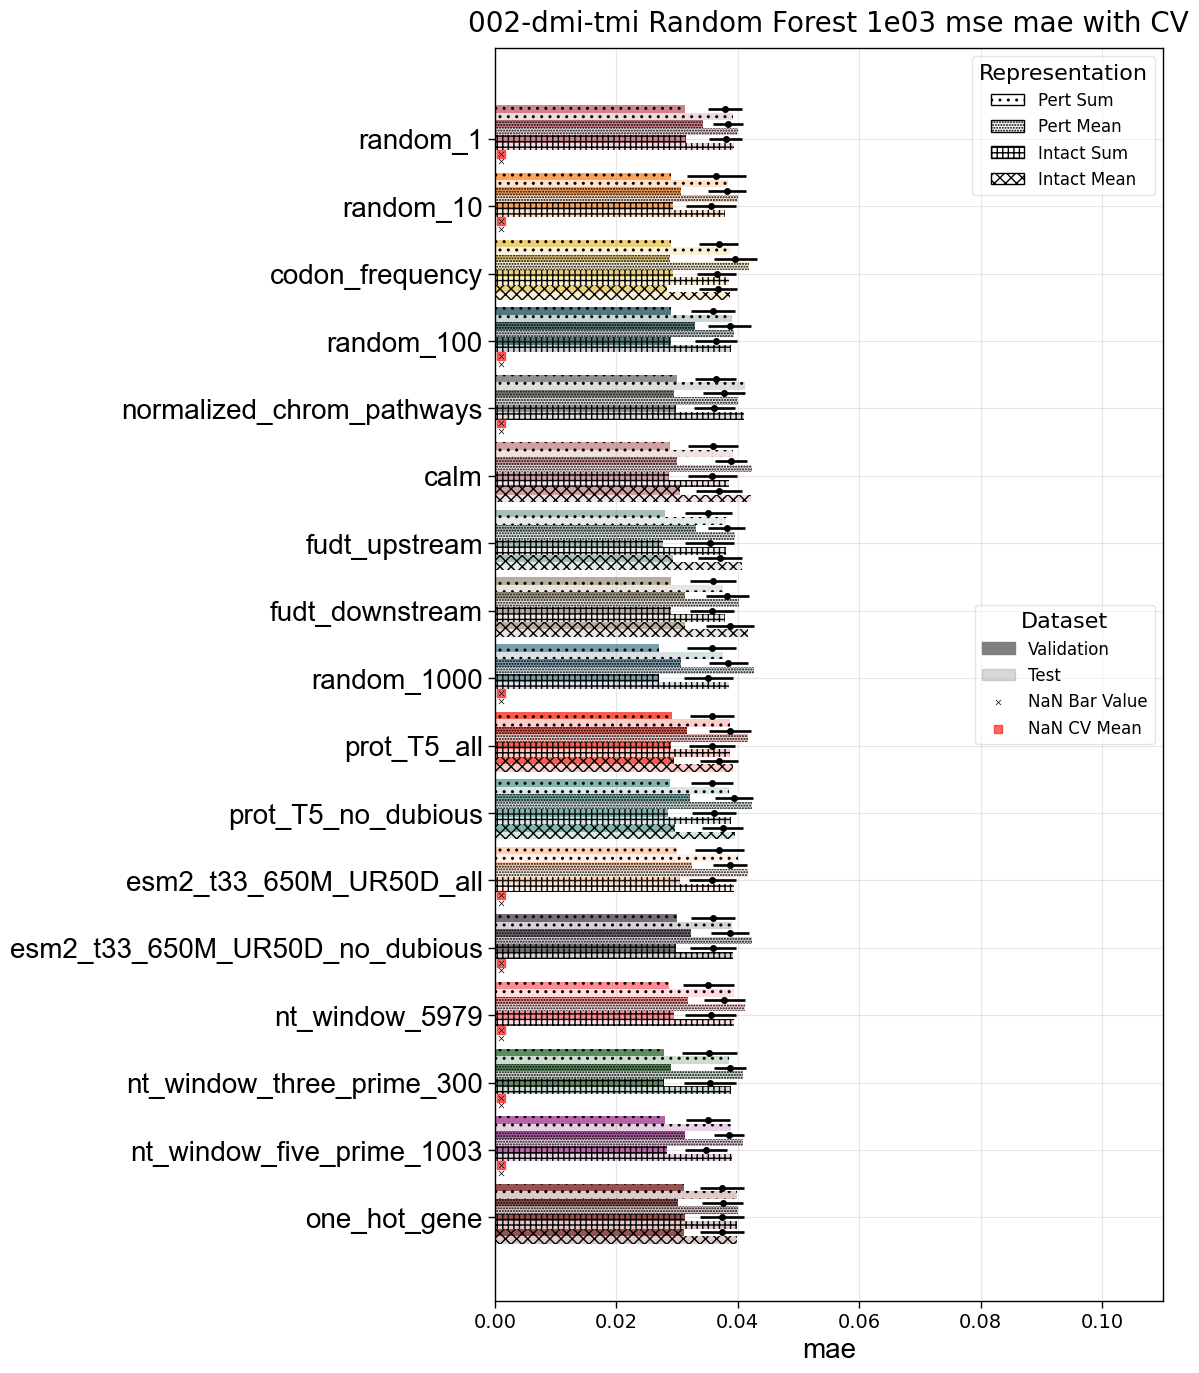 002-dmi-tmi Random Forest 1e03 mse mae with CV
Representation
Pert Sum
Pert Mean
Intact Sum
Intact Mean
random_1
random_10
codon_frequency
random_100
normalized_chrom_pathways
calm
fudt_upstream
fudt_downstream
random_1000
prot_T5_all
prot_T5_no_dubious
esm2_t33_650M_UR50D_all
esm2_t33_650M_UR50D_no_dubious
nt_window_5979
nt_window_three_prime_300
nt_window_five_prime_1003
one_hot_gene
Dataset
Validation
Test
NaN Bar Value
NaN CV Mean
0.00 0.02 0.04 0.06 0.08 0.10
mae